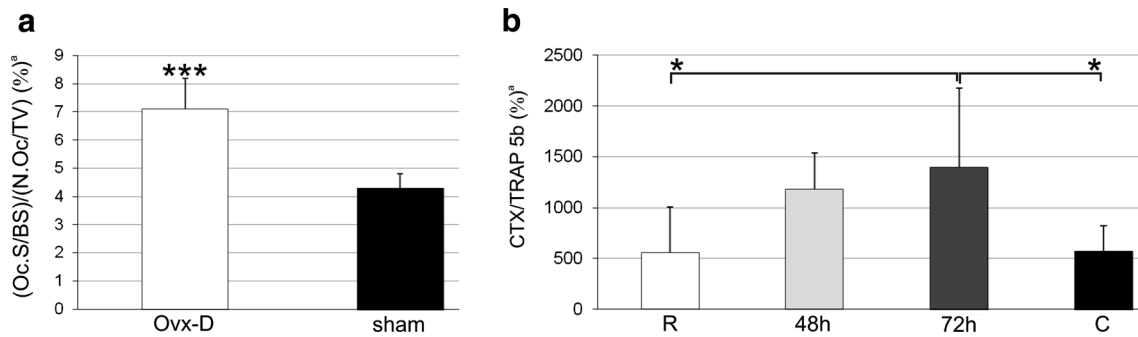 a
(Oc.S/BS)/(N.Oc/TV) (%)ª
9
8
7
6
5
4
3
2
1
0
***
Ovx-D
sham
b
CTX/TRAP 5b (%)ª
2500
2000
1500
1000
500
0
*
*
R
48h
72h
C